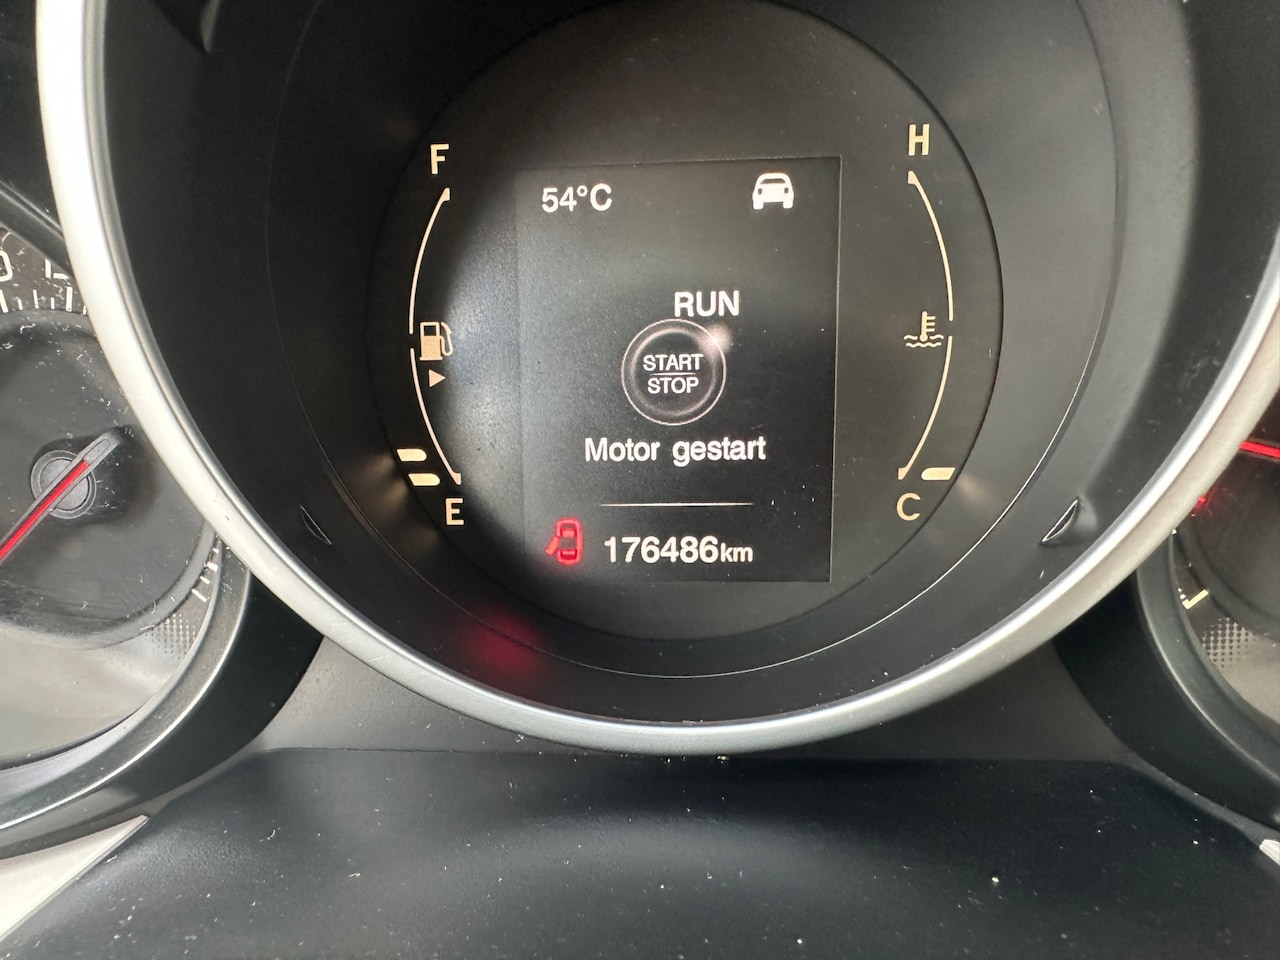 F
H
54°C
RUN
START
STOP
Motor gestart
E
C
176486km